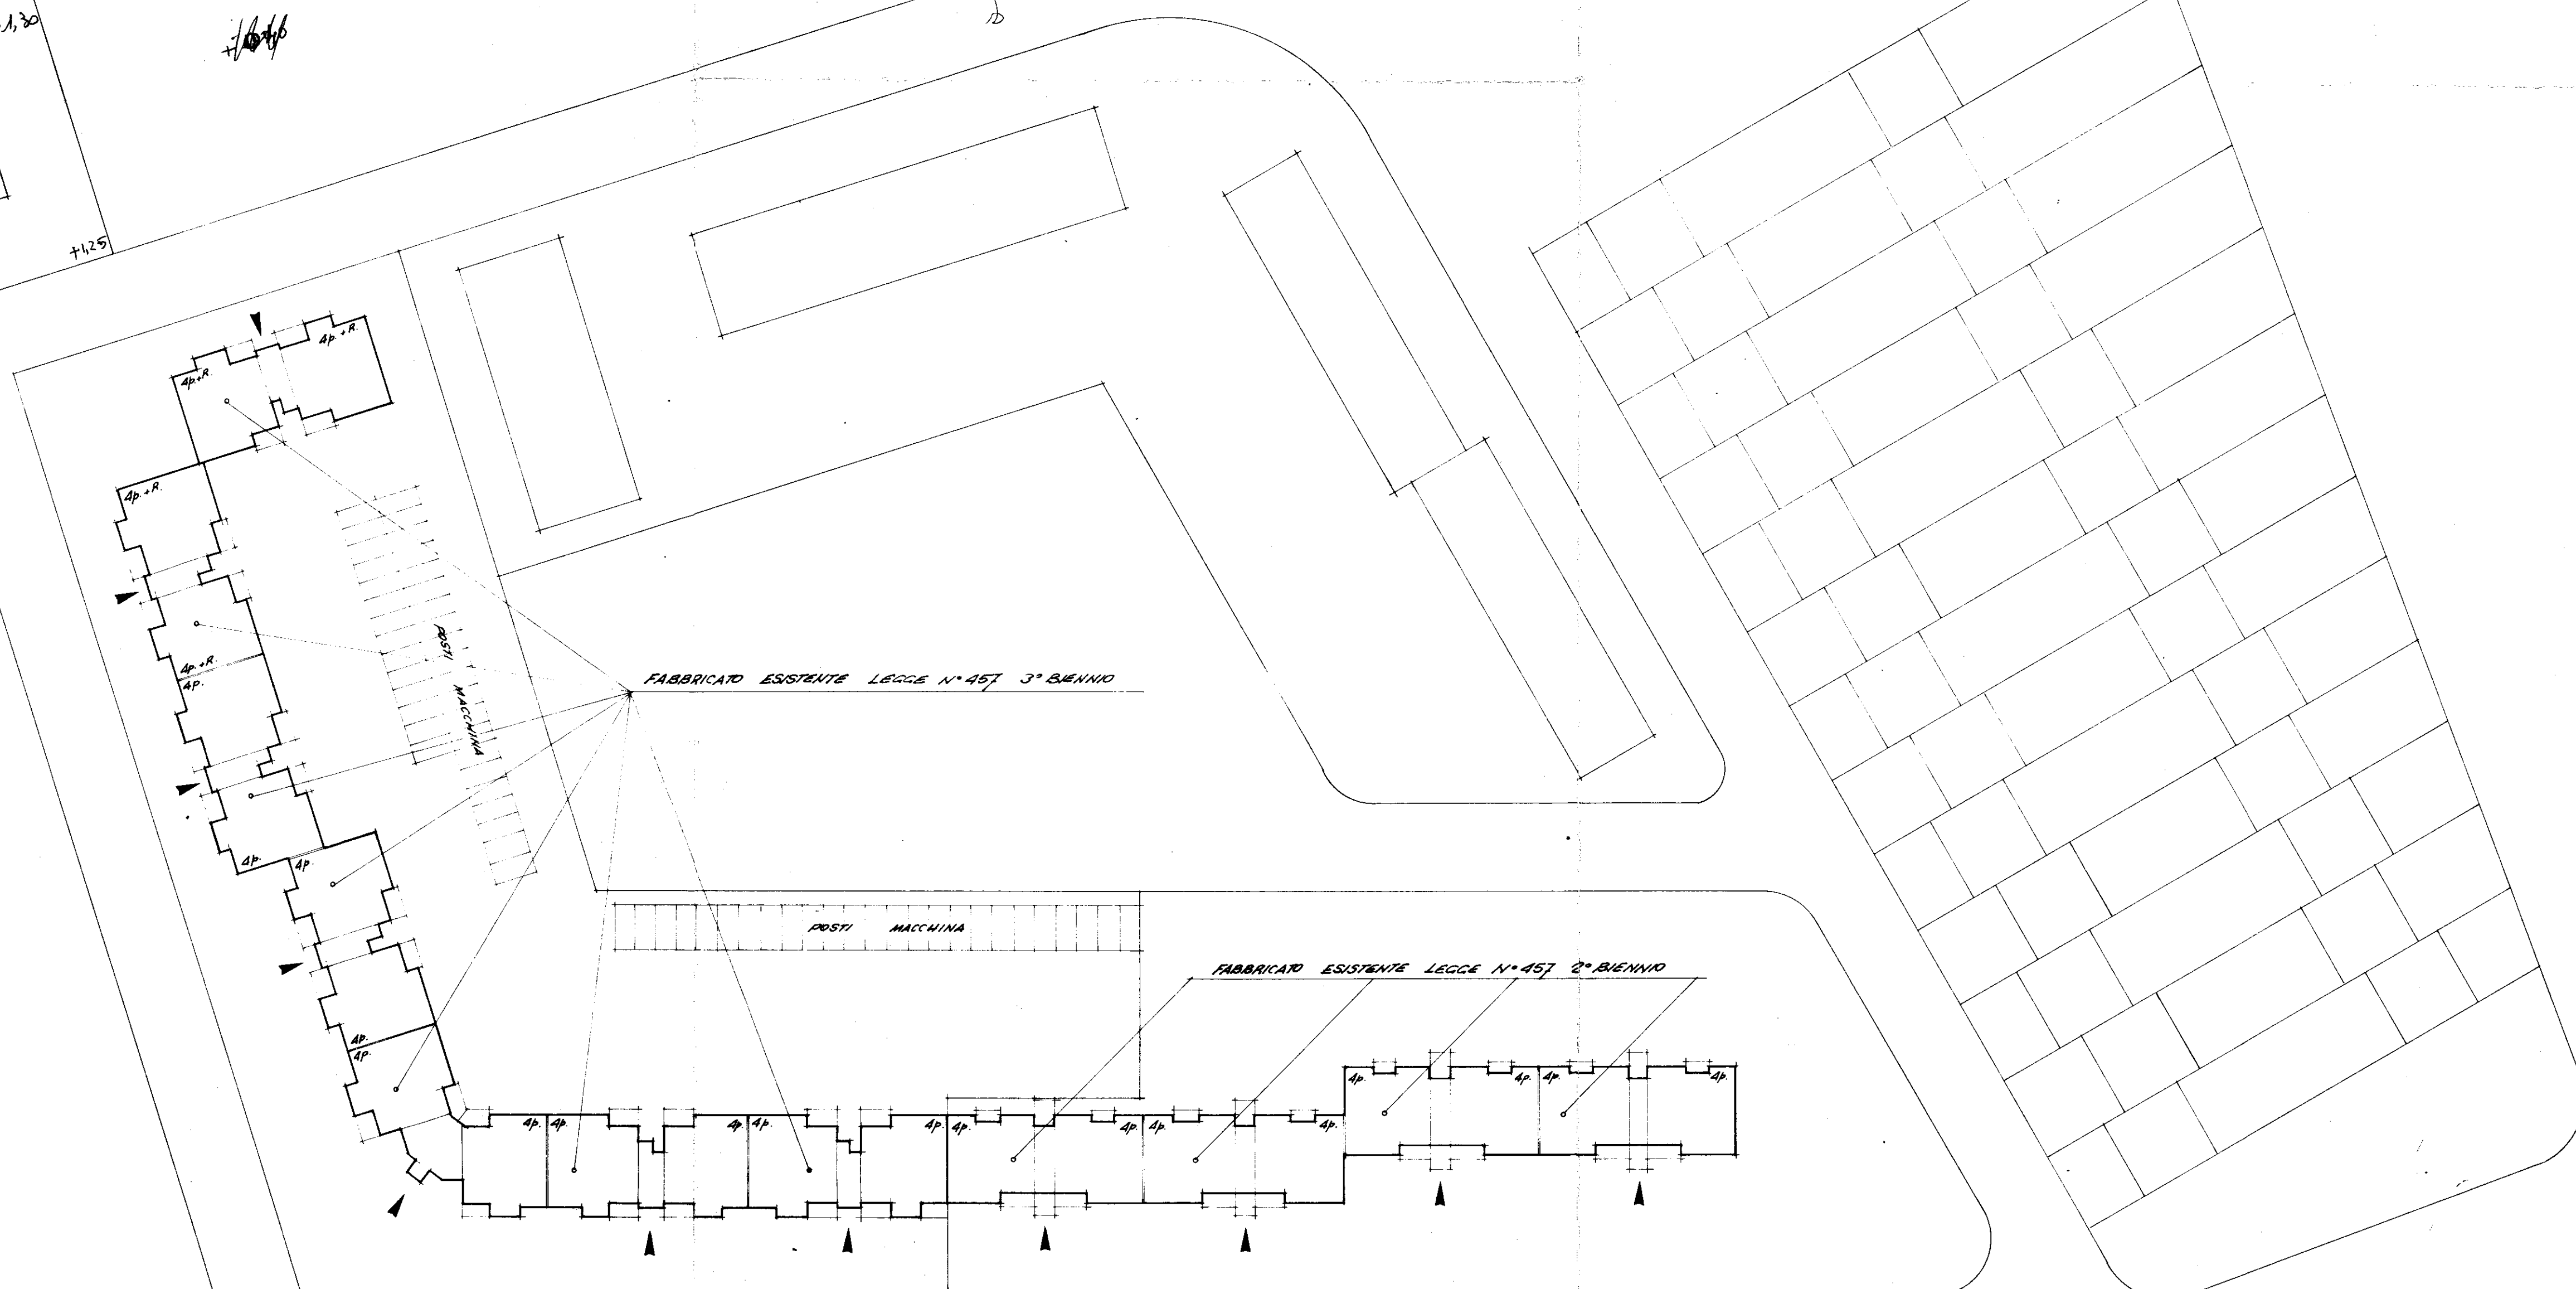 1,30
+1,25
4p.+R.
4p.+R.
4p.+R.
4p.+R.
4p.
POSTI MACCHINA
FABBRICATO ESISTENTE LEGGE N° 457 3° BIENNIO
4p.
4p.
POSTI MACCHINA
FABBRICATO ESISTENTE LEGGE N° 457 2° BIENNIO
4p.
4p.
4p. 4p. 4p. 4p.
4p. 4p. 4p. 4p. 4p. 4p. 4p. 4p. 4p.